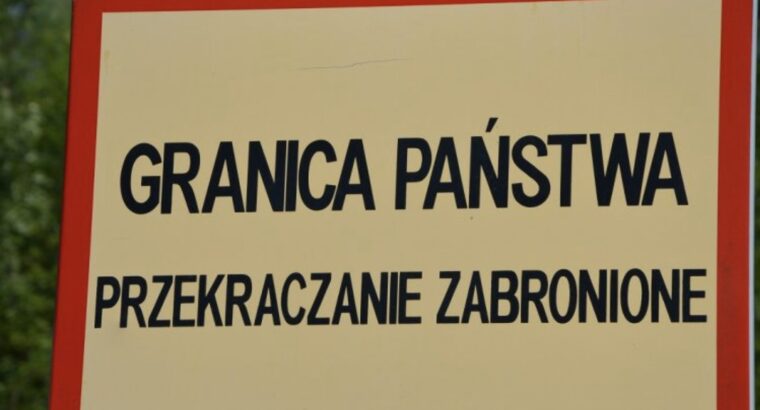 GRANICA PAŃSTWA
PRZEKRACZANIE ZABRONIONE